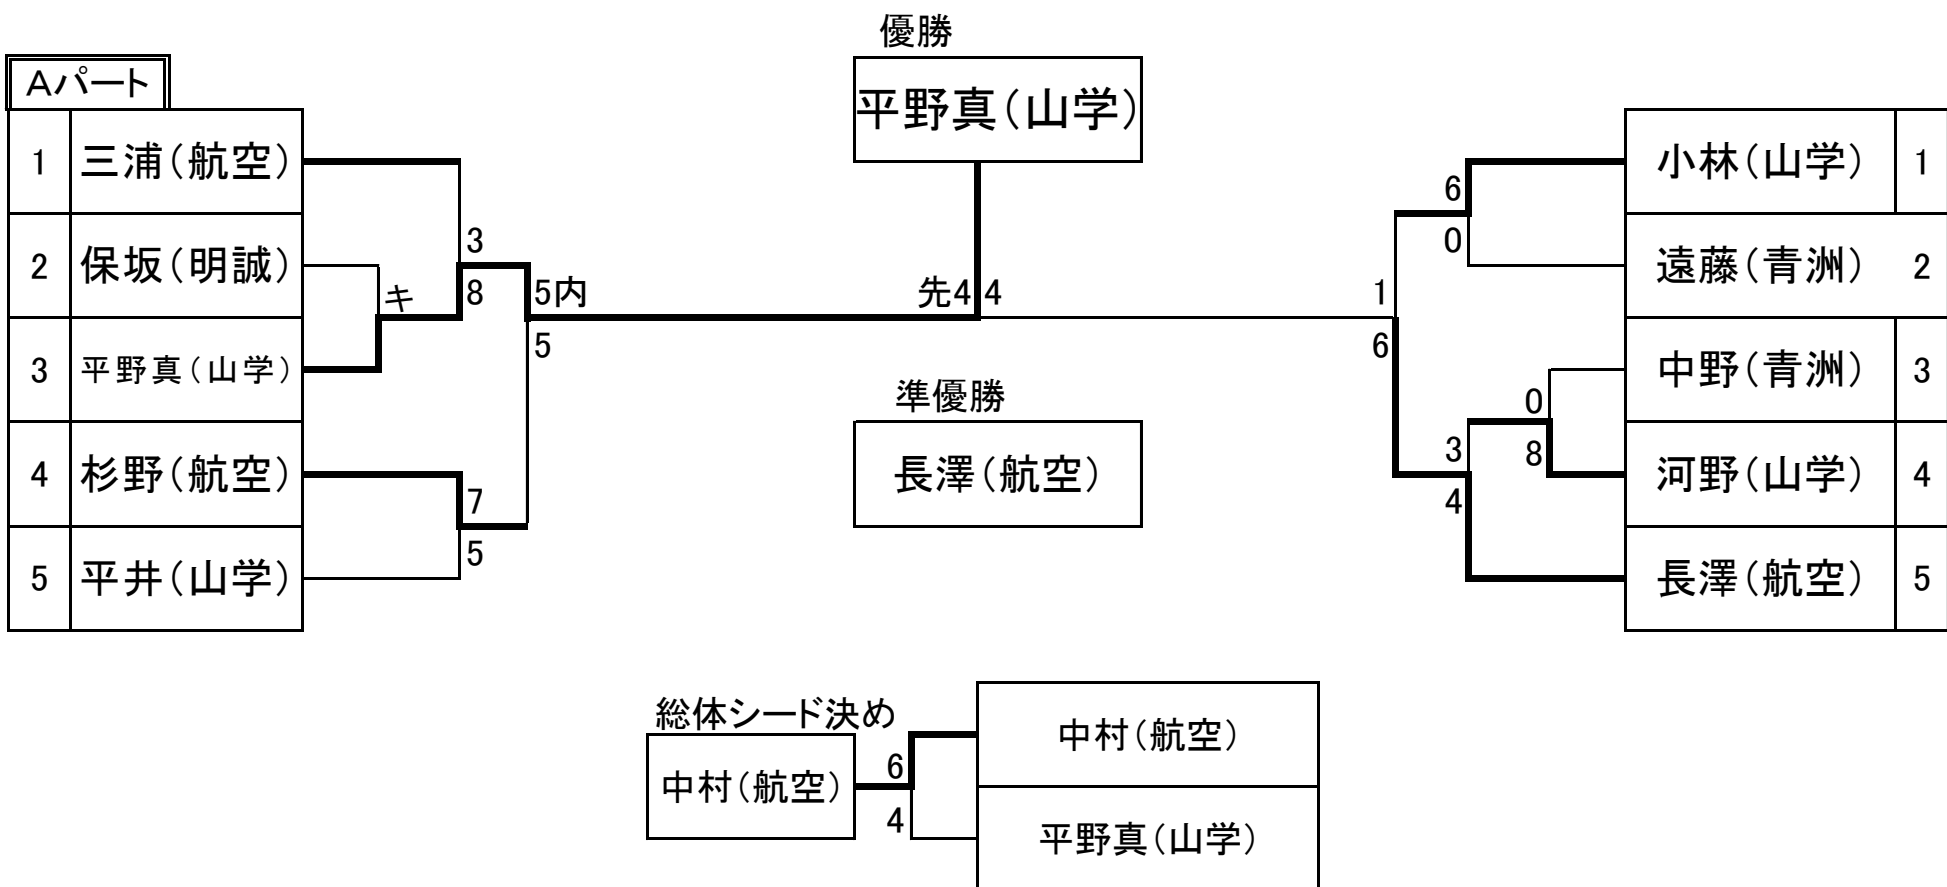 優勝
Aパート
平野真(山学)
1 三浦(航空)
2 保坂(明誠)
3 平野真(山学)
4 杉野(航空)
5 平井(山学)
キ
3
8
7
5
5内
5
先4 4
準優勝
長澤(航空)
1
6
6
0
0
8
3
4
小林(山学) 1
遠藤(青洲) 2
中野(青洲) 3
河野(山学) 4
長澤(航空) 5
総体シード決め
中村(航空)
6
4
中村(航空)
平野真(山学)